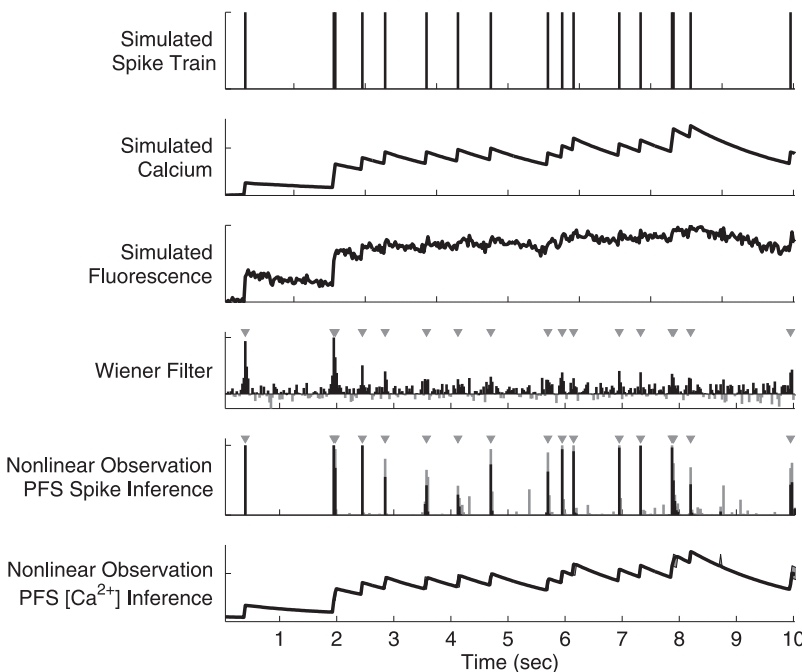 Simulated
Spike Train
Simulated
Calcium
Simulated
Fluorescence
Wiener Filter
Nonlinear Observation
PFS Spike Inference
Nonlinear Observation
PFS [Ca2+] Inference
1 2 3 4 5 6 7 8 9 10
Time (sec)